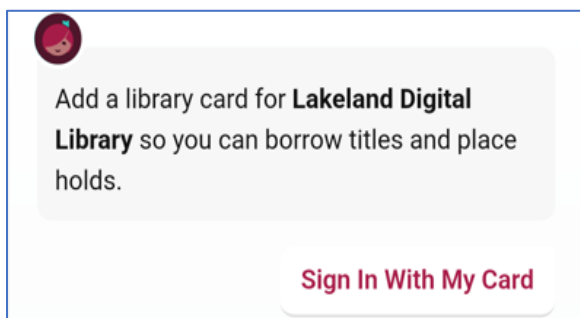 Add a library card for Lakeland Digital
Library so you can borrow titles and place
holds.
Sign In With My Card